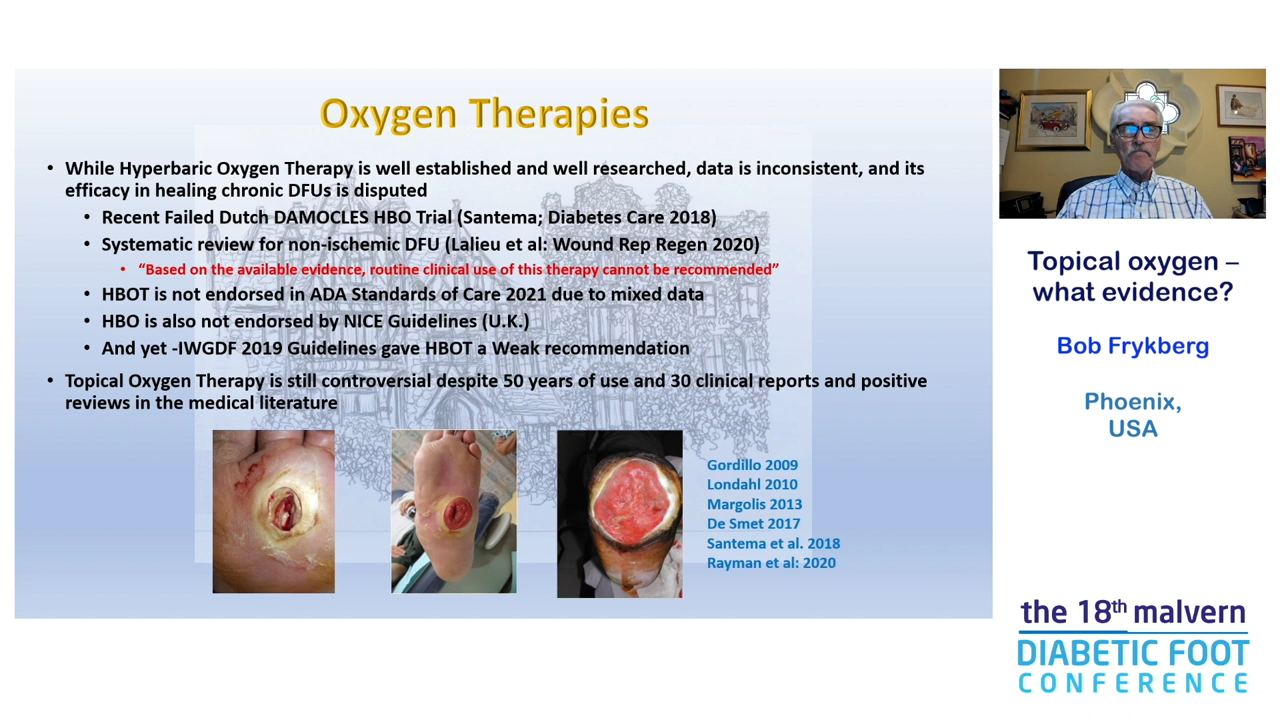 Oxygen Therapies
• While Hyperbaric Oxygen Therapy is well established and well researched, data is inconsistent, and its
efficacy in healing chronic DFUs is disputed
• Recent Failed Dutch DAMOCLES HBO Trial (Santema; Diabetes Care 2018)
• Systematic review for non-ischemic DFU (Lalieu et al: Wound Rep Regen 2020)
• “Based on the available evidence, routine clinical use of this therapy cannot be recommended”
• HBOT is not endorsed in ADA Standards of Care 2021 due to mixed data
• HBO is also not endorsed by NICE Guidelines (U.K.)
• And yet -IWGDF 2019 Guidelines gave HBOT a Weak recommendation
• Topical Oxygen Therapy is still controversial despite 50 years of use and 30 clinical reports and positive
reviews in the medical literature
Gordillo 2009
Londahl 2010
Margolis 2013
De Smet 2017
Santema et al. 2018
Rayman et al: 2020
Topical oxygen –
what evidence?
Bob Frykberg
Phoenix,
USA
the 18th malvern
DIABETIC FOOT
CONFERENCE